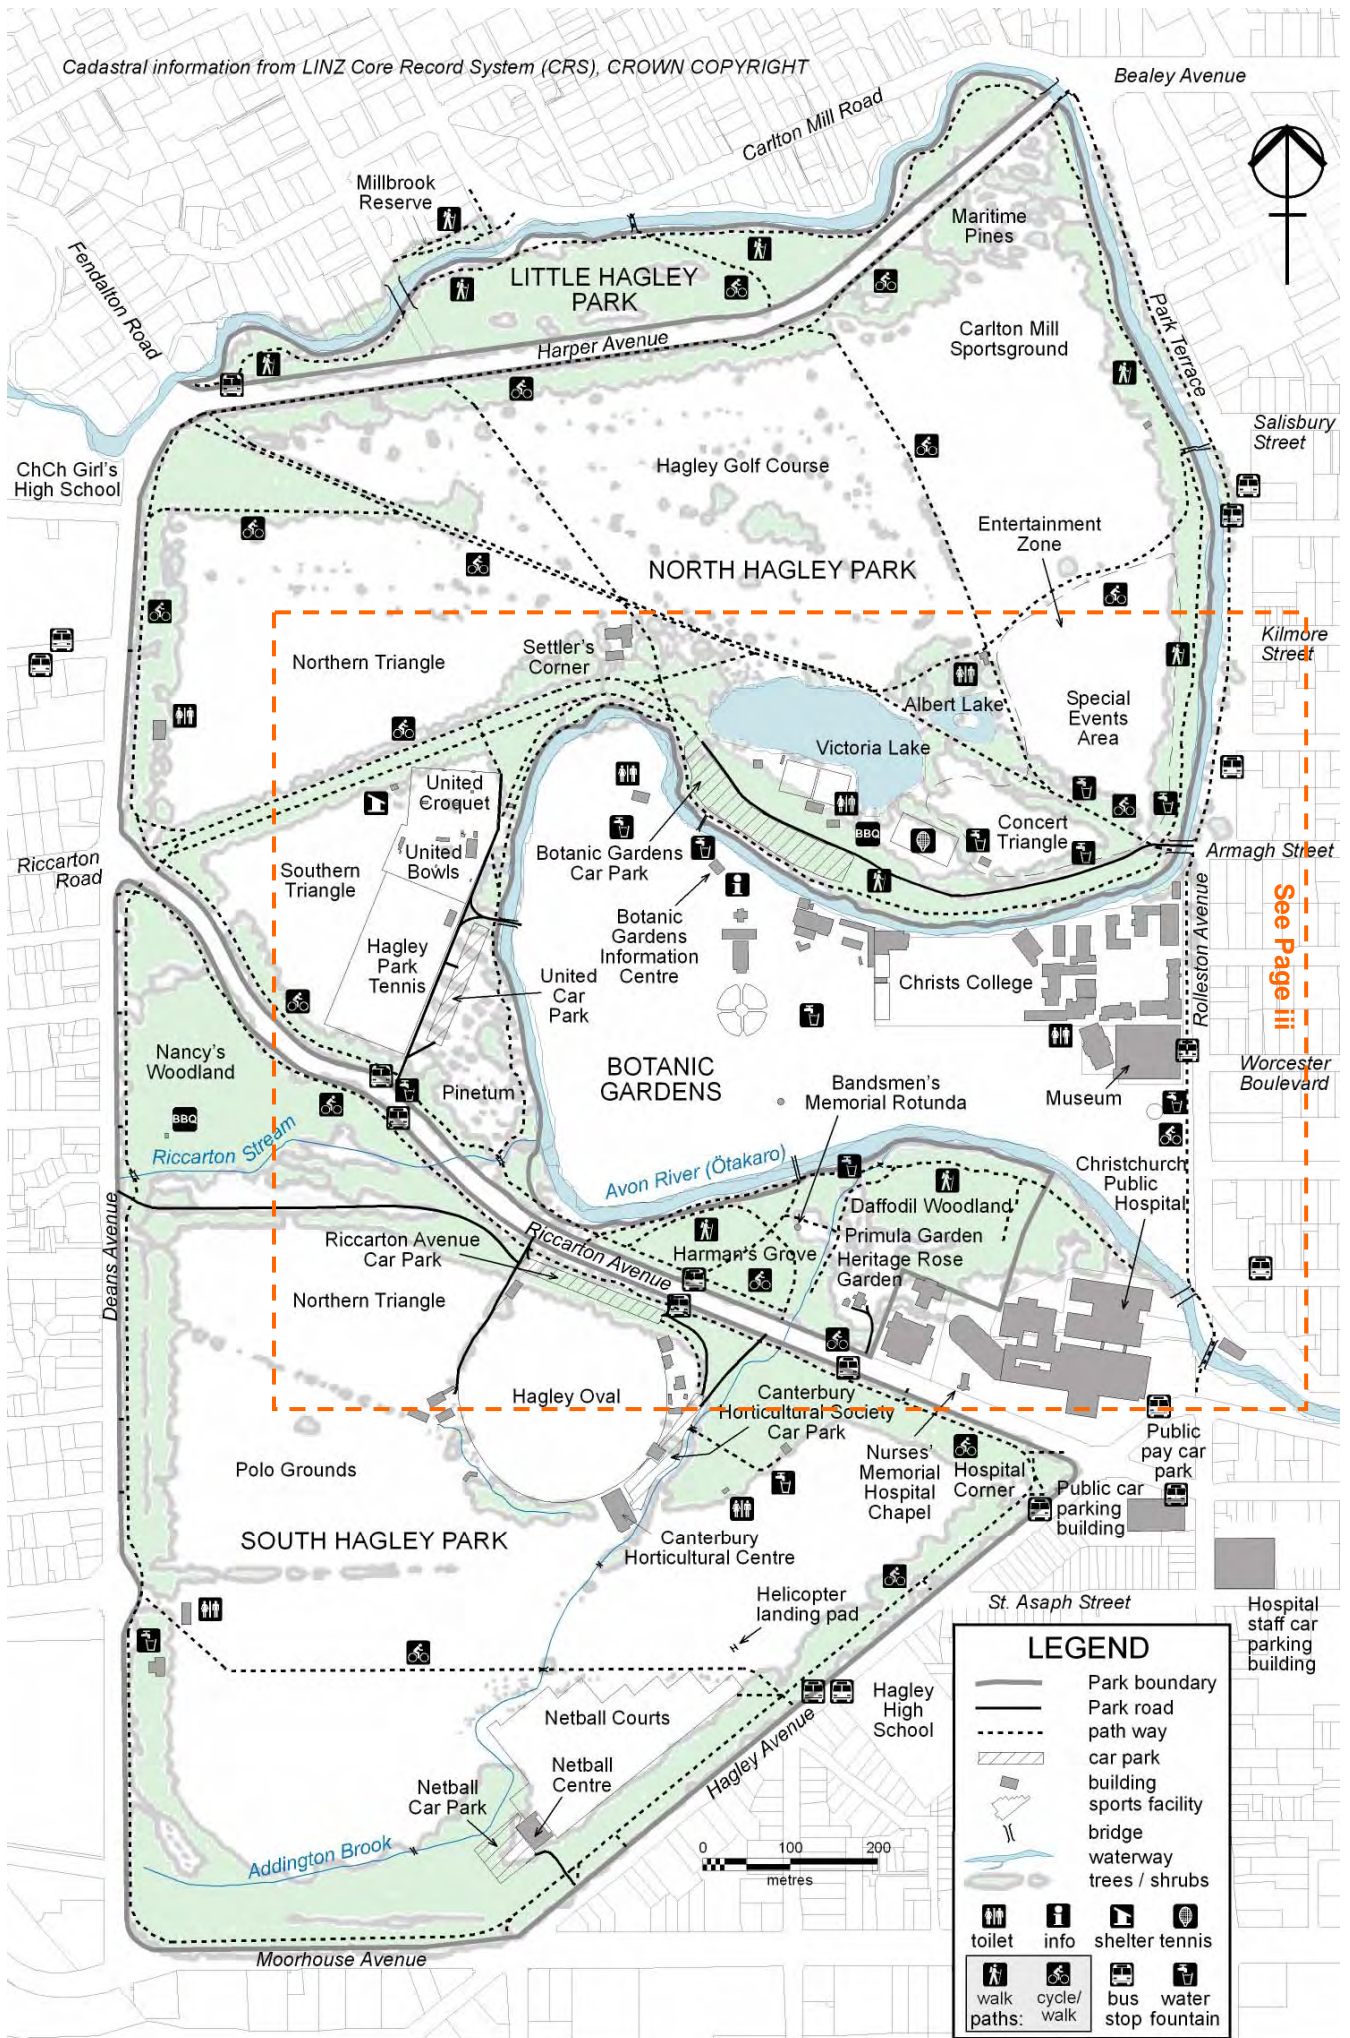 Cadastral information from LINZ Core Record System (CRS), CROWN COPYRIGHT
Bealey Avenue
Carlton Mill Road
Millbrook
Reserve
Maritime
Pines
Fendalton Road
LITTLE HAGLEY
PARK
Park Terrace
Harper Avenue
Carlton Mill
Sportsground
Salisbury
Street
ChCh Girl's
High School
Hagley Golf Course
Entertainment
Zone
NORTH HAGLEY PARK
Kilmore
Street
Northern Triangle
Settler's
Corner
Albert Lake
Special
Events
Area
Victoria Lake
United
Croquet
Concert
Triangle
Armagh Street
Riccarton
Road
Southern
Triangle
United
Bowls
Botanic Gardens
Car Park
BBQ
See Page iii
Rolleston Avenue
Botanic
Gardens
Information
Centre
Hagley
Park
Tennis
United
Car
Park
Christs College
Nancy's
Woodland
BOTANIC
GARDENS
Bandsmen's
Memorial Rotunda
Worcester
Boulevard
Museum
Pinetum
BBQ
Riccarton Stream
Avon River (Ötakaro)
Christchurch
Public
Hospital
Daffodil Woodland
Deans Avenue
Riccarton Avenue
Car Park
Riccarton Avenue
Harman's Grove
Primula Garden
Heritage Rose
Garden
Northern Triangle
Hagley Oval
Canterbury
Horticultural Society
Car Park
Public
pay car
park
Polo Grounds
Nurses'
Memorial
Hospital
Chapel
Hospital
Corner
Public car
parking
building
SOUTH HAGLEY PARK
Canterbury
Horticultural Centre
Helicopter
landing pad
H
St. Asaph Street
Hospital
staff car
parking
building
Hagley
High
School
Netball Courts
Hagley Avenue
Netball
Centre
Netball
Car Park
Addington Brook
0 100 200
metres
Moorhouse Avenue
LEGEND
Park boundary
Park road
path way
car park
building
sports facility
bridge
waterway
trees / shrubs
toilet info shelter tennis
walk cycle/ bus water
paths: walk stop fountain